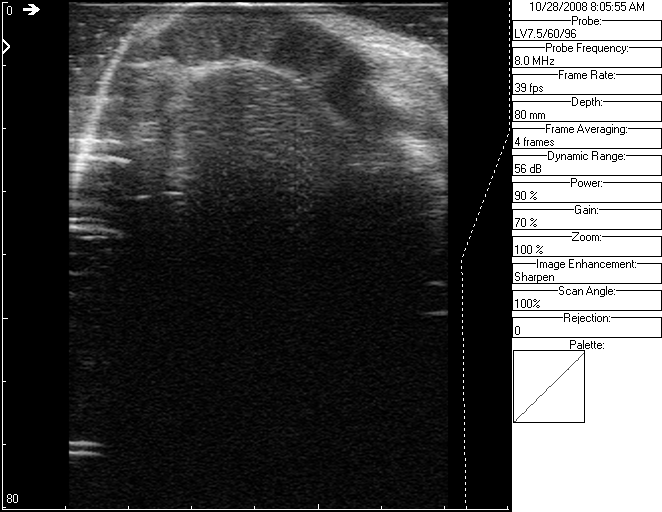 0
80
10/28/2008 8:05:55 AM
Probe:
LV7.5/60/96
Probe Frequency:
8.0 MHz
Frame Rate:
39 fps
Depth:
80 mm
Frame Averaging:
4 frames
Dynamic Range:
56 dB
Power:
90 %
Gain:
70 %
Zoom:
100 %
Image Enhancement:
Sharpen
Scan Angle:
100%
Rejection:
0
Palette: